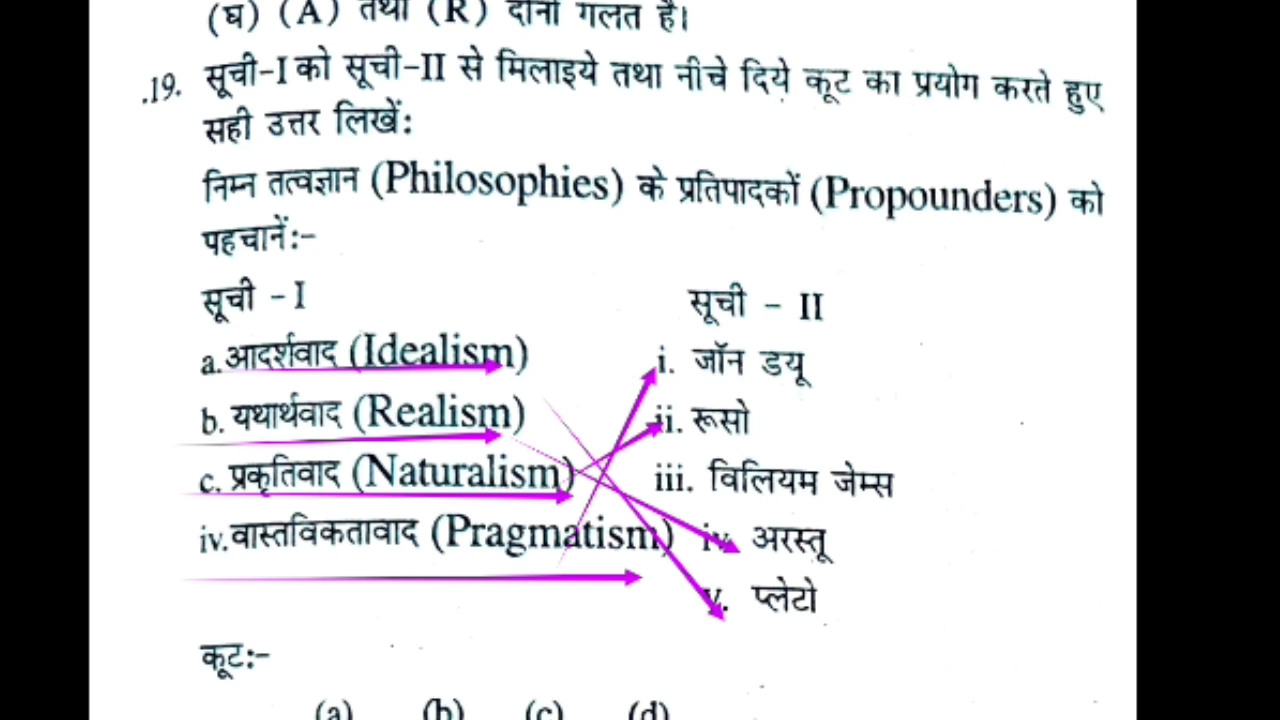 (घ) (A) तथा (R) दोनों गलत हैं।
.19. सूची-I को सूची-II से मिलाइये तथा नीचे दिये कूट का प्रयोग करते हुए
सही उत्तर लिखें:
निम्न तत्वज्ञान (Philosophies) के प्रतिपादकों (Propounders) को
पहचानें:-
सूची - I सूची - II
a. आदर्शवाद (Idealism) i. जॉन डयू
b. यथार्थवाद (Realism) ii. रूसो
c. प्रकृतिवाद (Naturalism) iii. विलियम जेम्स
iv. वास्तविकतावाद (Pragmatism) iv. अरस्तू
v. प्लेटो
कूट:-
(a) (b) (c) (d)